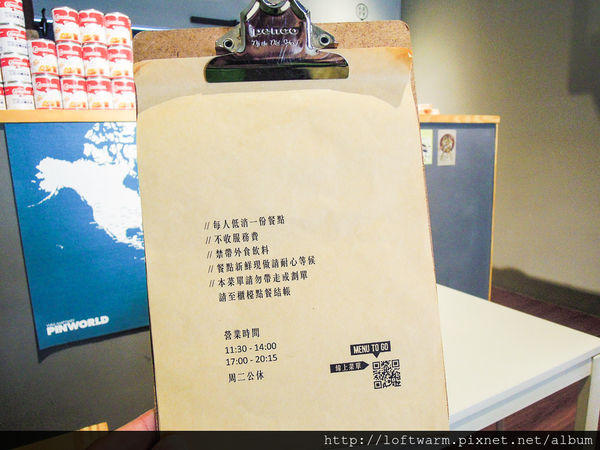 penco
// 每人低消一份餐點
// 不收服務費
// 禁帶外食飲料
// 餐點新鮮現做請耐心等候
// 本菜單請勿帶走或劃單
請至櫃檯點餐結帳
營業時間
11:30 - 14:00
17:00 - 20:15
周二公休
MENU TO GO
線上菜單
PINWORLD
http://loftwarm.pixnet.net/album